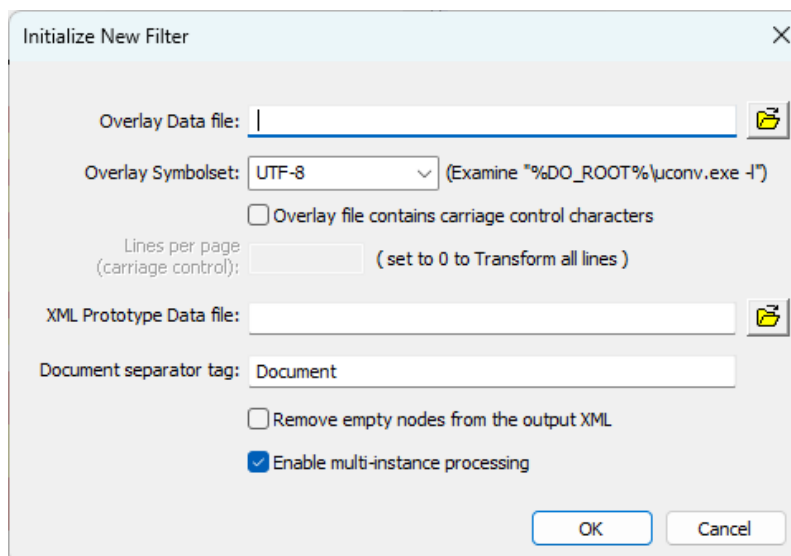 Initialize New Filter
Overlay Data file:
Overlay Symbolset: UTF-8 (Examine "%DO_ROOT%\µconv.exe -l")
Overlay file contains carriage control characters
Lines per page
(carriage control): ( set to 0 to Transform all lines )
XML Prototype Data file:
Document separator tag: Document
Remove empty nodes from the output XML
Enable multi-instance processing
OK Cancel